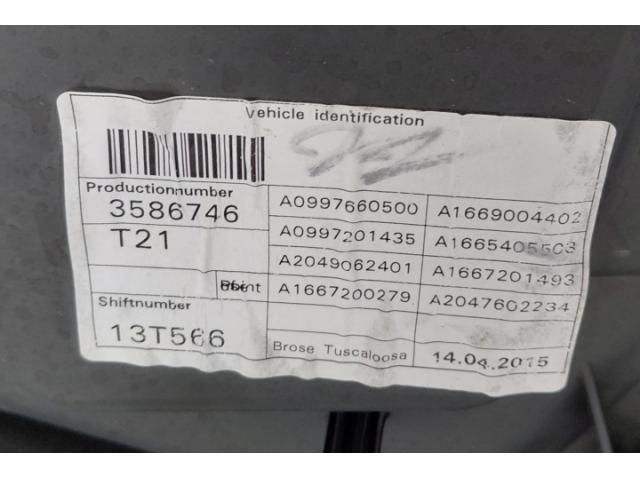 Vehicle identification
Productionnumber
3586746
T21
Shiftnumber
13T566
A0997660500 A1669004402
A0997201435 A1665405503
A2049062401 A1667201493
A1667200279 A2047602234
Brose Tuscaloosa 14.04.2015